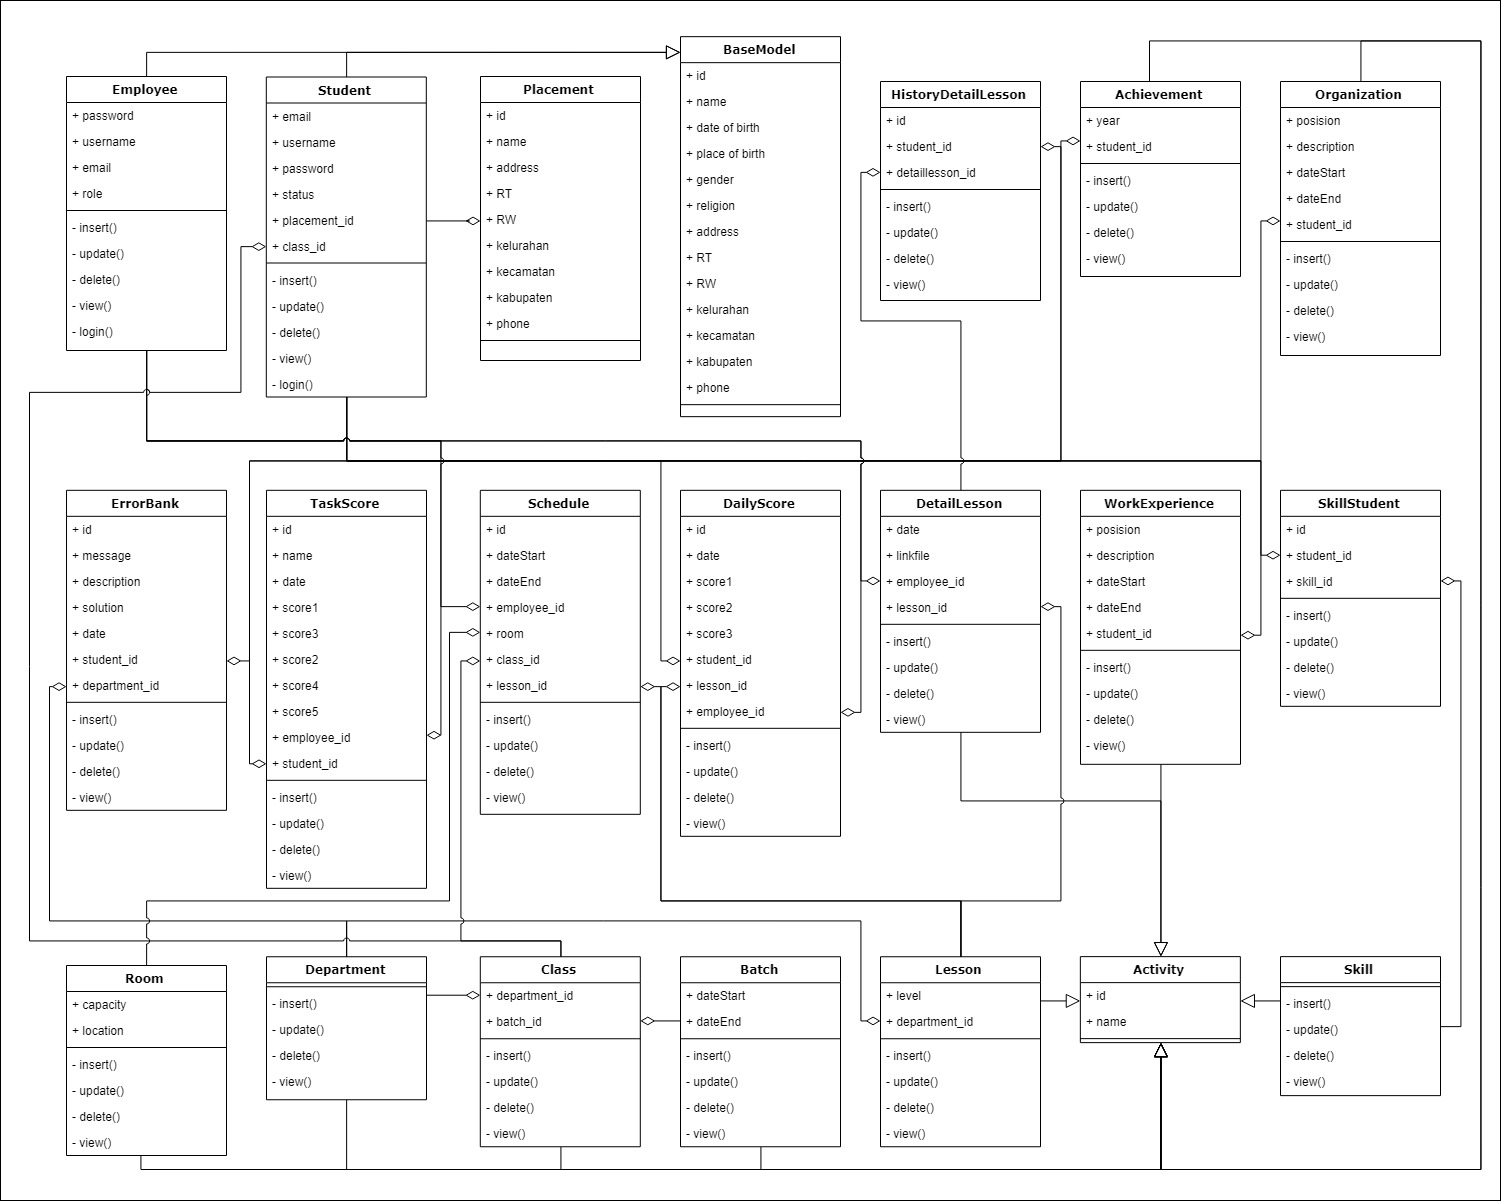 Employee
+ password
+ username
+ email
+ role
- insert()
- update()
- delete()
- view()
- login()
Student
+ email
+ username
+ password
+ status
+ placement_id
+ class_id
- insert()
- update()
- delete()
- view()
- login()
Placement
+ id
+ name
+ address
+ RT
+ RW
+ kelurahan
+ kecamatan
+ kabupaten
+ phone
BaseModel
+ id
+ name
+ date of birth
+ place of birth
+ gender
+ religion
+ address
+ RT
+ RW
+ kelurahan
+ kecamatan
+ kabupaten
+ phone
HistoryDetailLesson
+ id
+ student_id
+ detaillesson_id
- insert()
- update()
- delete()
- view()
Achievement
+ year
+ student_id
- insert()
- update()
- delete()
- view()
Organization
+ posision
+ description
+ dateStart
+ dateEnd
+ student_id
- insert()
- update()
- delete()
- view()
ErrorBank
+ id
+ message
+ description
+ solution
+ date
+ student_id
+ department_id
- insert()
- update()
- delete()
- view()
TaskScore
+ id
+ name
+ date
+ score1
+ score3
+ score2
+ score4
+ score5
+ employee_id
+ student_id
- insert()
- update()
- delete()
- view()
Schedule
+ id
+ dateStart
+ dateEnd
+ employee_id
+ room
+ class_id
+ lesson_id
- insert()
- update()
- delete()
- view()
DailyScore
+ id
+ date
+ score1
+ score2
+ score3
+ student_id
+ lesson_id
+ employee_id
- insert()
- update()
- delete()
- view()
DetailLesson
+ date
+ linkfile
+ employee_id
+ lesson_id
- insert()
- update()
- delete()
- view()
WorkExperience
+ posision
+ description
+ dateStart
+ dateEnd
+ student_id
- insert()
- update()
- delete()
- view()
SkillStudent
+ id
+ student_id
+ skill_id
- insert()
- update()
- delete()
- view()
Room
+ capacity
+ location
- insert()
- update()
- delete()
- view()
Department
- insert()
- update()
- delete()
- view()
Class
+ department_id
+ batch_id
- insert()
- update()
- delete()
- view()
Batch
+ dateStart
+ dateEnd
- insert()
- update()
- delete()
- view()
Lesson
+ level
+ department_id
- insert()
- update()
- delete()
- view()
Activity
+ id
+ name
Skill
- insert()
- update()
- delete()
- view()